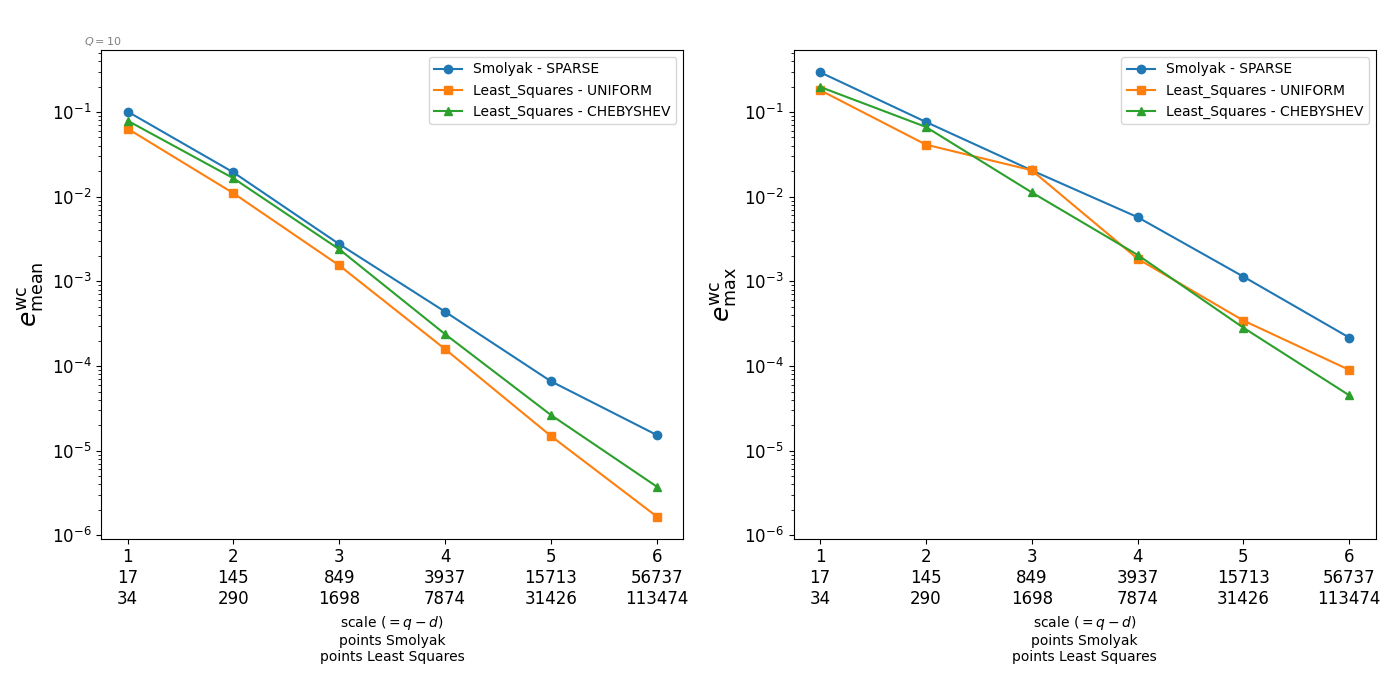 Q = 10
Smolyak - SPARSE
Least_Squares - UNIFORM
Least_Squares - CHEBYSHEV
10⁻¹
10⁻²
10⁻³
10⁻⁴
10⁻⁵
10⁻⁶
e^wc_mean
1 2 3 4 5 6
17 145 849 3937 15713 56737
34 290 1698 7874 31426 113474
scale (= q − d)
points Smolyak
points Least Squares
Smolyak - SPARSE
Least_Squares - UNIFORM
Least_Squares - CHEBYSHEV
10⁻¹
10⁻²
10⁻³
10⁻⁴
10⁻⁵
10⁻⁶
e^wc_max
1 2 3 4 5 6
17 145 849 3937 15713 56737
34 290 1698 7874 31426 113474
scale (= q − d)
points Smolyak
points Least Squares